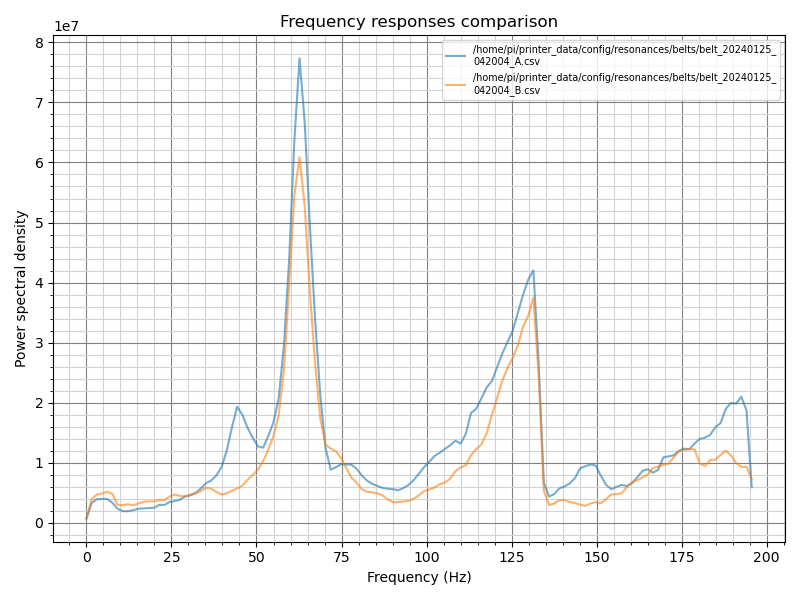 Frequency responses comparison
1e7
/home/pi/printer_data/config/resonances/belts/belt_20240125_
042004_A.csv
/home/pi/printer_data/config/resonances/belts/belt_20240125_
042004_B.csv
8
7
6
5
4
3
2
1
0
Power spectral density
0 25 50 75 100 125 150 175 200
Frequency (Hz)